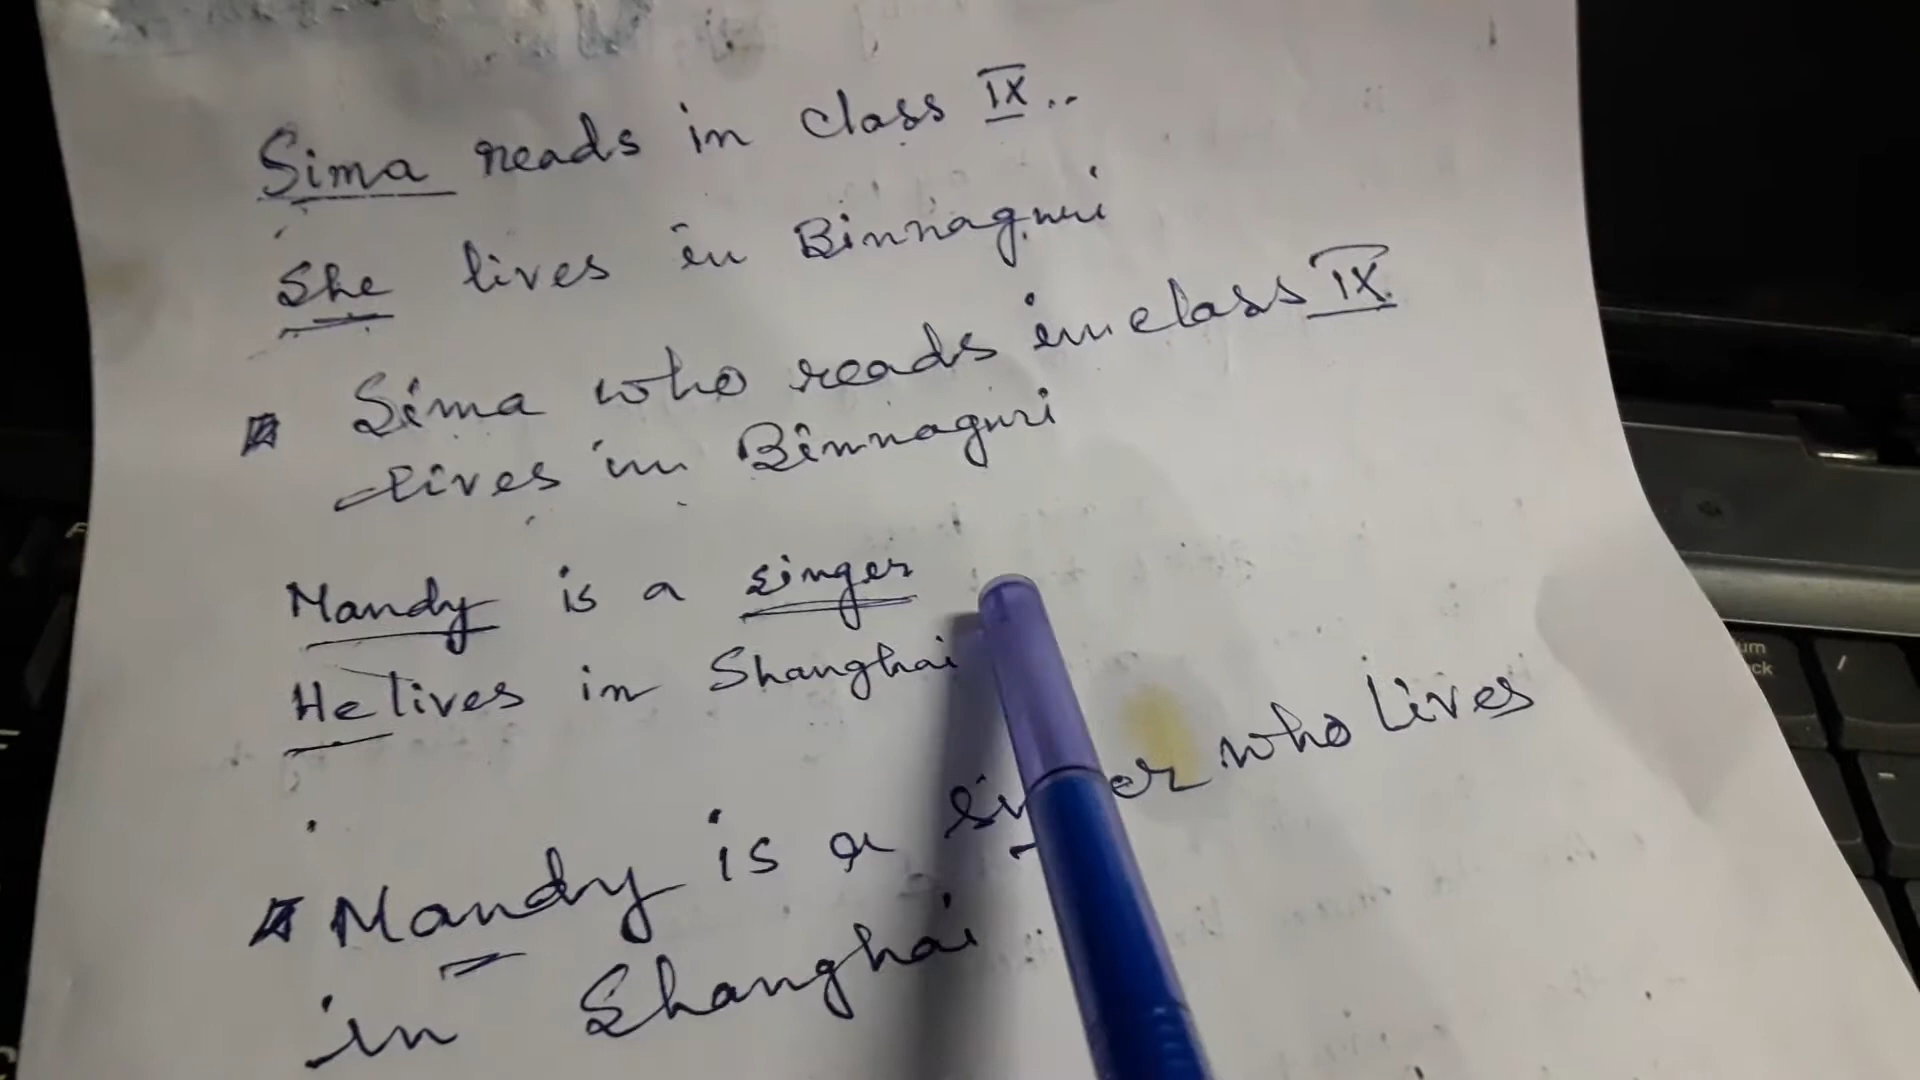 Sima reads in class IX..
She lives in Binnaguri
Sima who reads in class IX
lives in Binnaguri
Mandy is a singer
He lives in Shanghai
Mandy is a who lives
in Shanghai